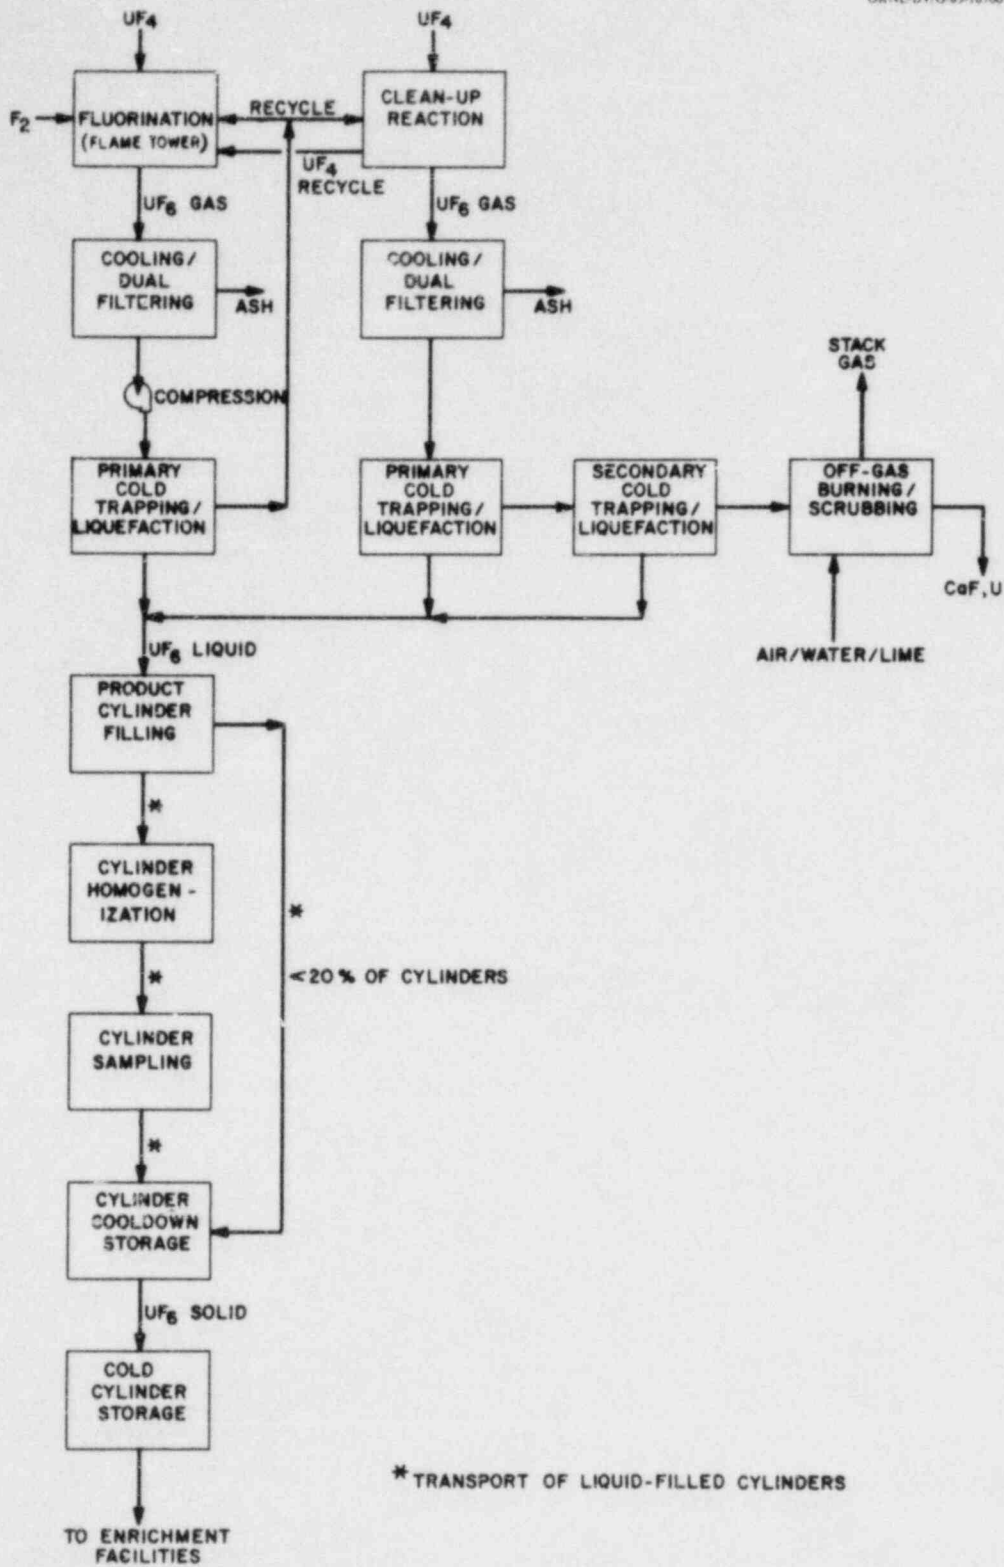 UF4
UF4
F2
FLUORINATION
(FLAME TOWER)
RECYCLE
CLEAN-UP
REACTION
UF4
RECYCLE
UF6 GAS
UF6 GAS
COOLING/
DUAL
FILTERING
ASH
COOLING/
DUAL
FILTERING
ASH
COMPRESSION
STACK
GAS
PRIMARY
COLD
TRAPPING/
LIQUEFACTION
PRIMARY
COLD
TRAPPING/
LIQUEFACTION
SECONDARY
COLD
TRAPPING/
LIQUEFACTION
OFF-GAS
BURNING/
SCRUBBING
CaF,U
AIR/WATER/LIME
UF6 LIQUID
PRODUCT
CYLINDER
FILLING
*
CYLINDER
HOMOGEN-
IZATION
*
*
<20% OF CYLINDERS
CYLINDER
SAMPLING
*
CYLINDER
COOLDOWN
STORAGE
UF6 SOLID
COLD
CYLINDER
STORAGE
*TRANSPORT OF LIQUID-FILLED CYLINDERS
TO ENRICHMENT
FACILITIES